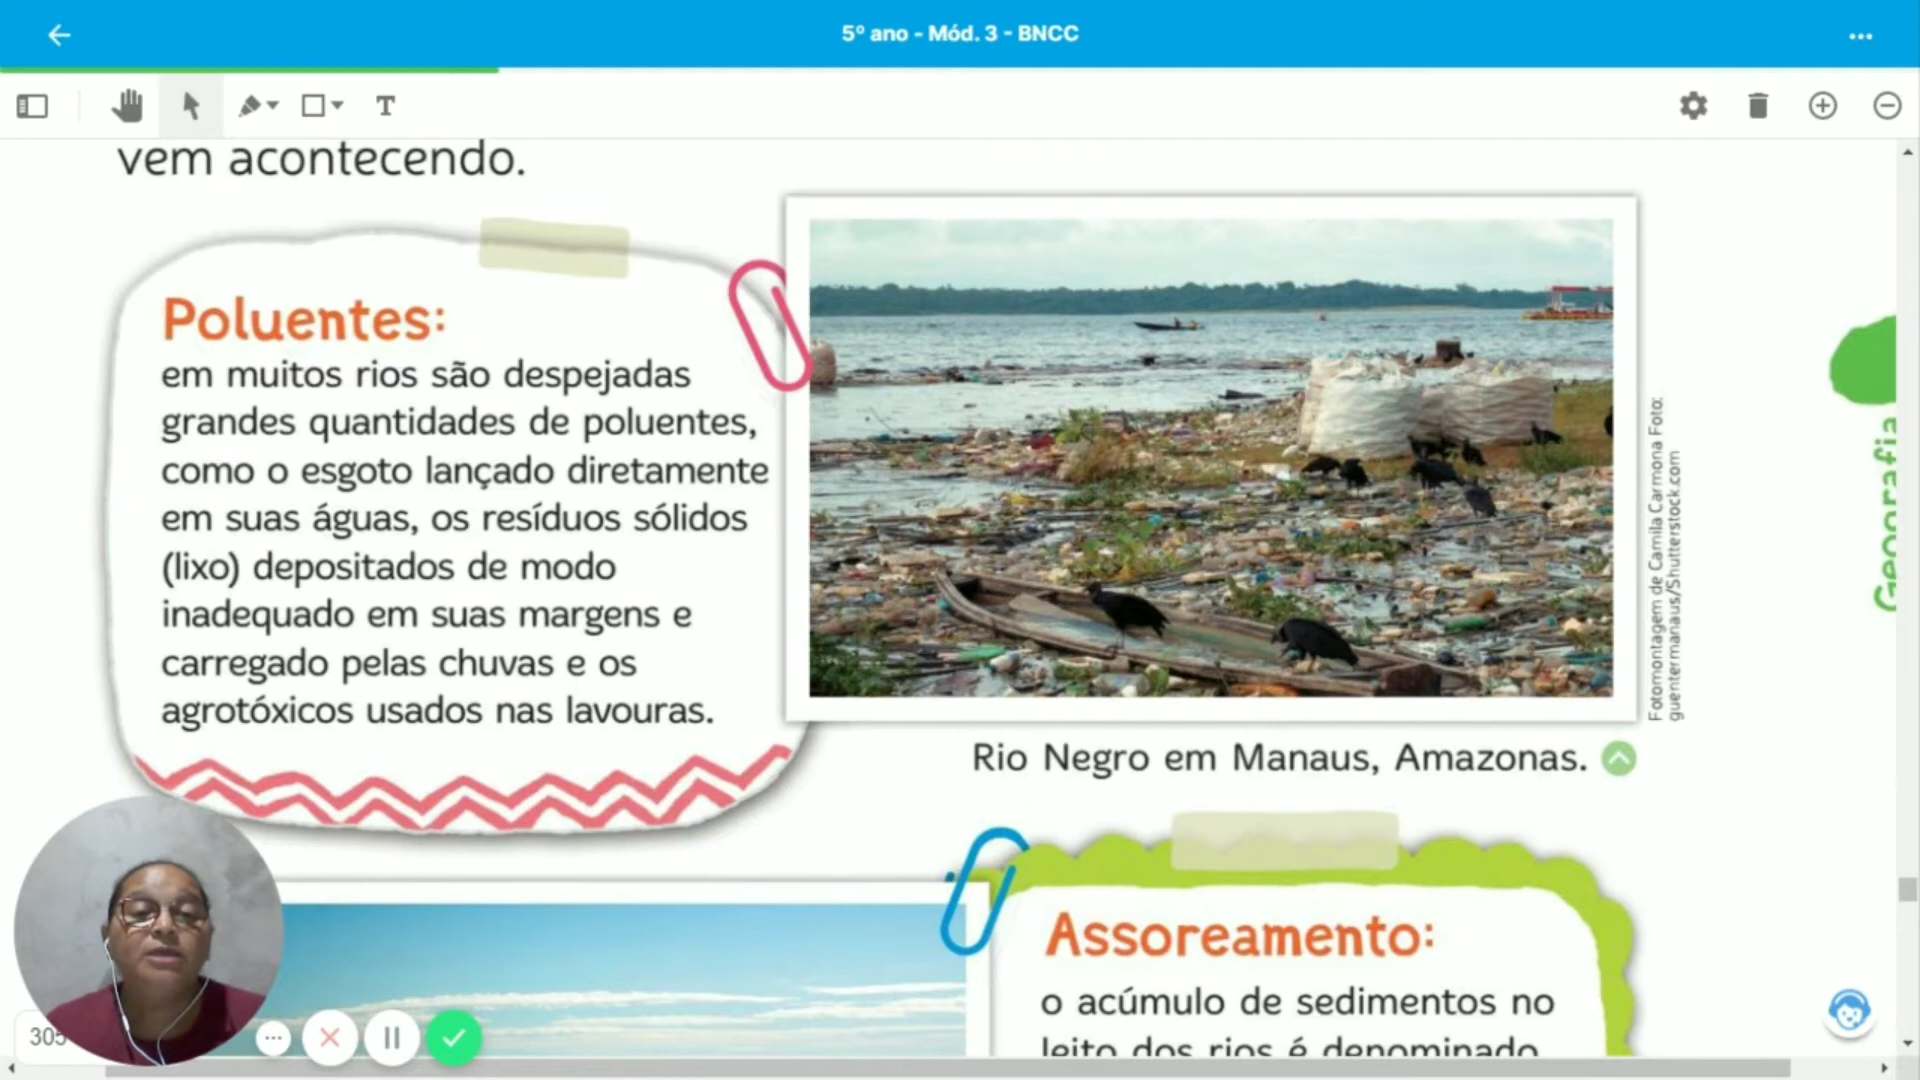 5º ano - Mód. 3 - BNCC
T
vem acontecendo.
Poluentes:
em muitos rios são despejadas
grandes quantidades de poluentes,
como o esgoto lançado diretamente
em suas águas, os resíduos sólidos
(lixo) depositados de modo
inadequado em suas margens e
carregado pelas chuvas e os
agrotóxicos usados nas lavouras.
Fotomontagem de Camila Carmona Foto:
guentermanaus/Shutterstock.com
Geografia
Rio Negro em Manaus, Amazonas.
Assoreamento:
o acúmulo de sedimentos no
leito dos rios é denominado
305